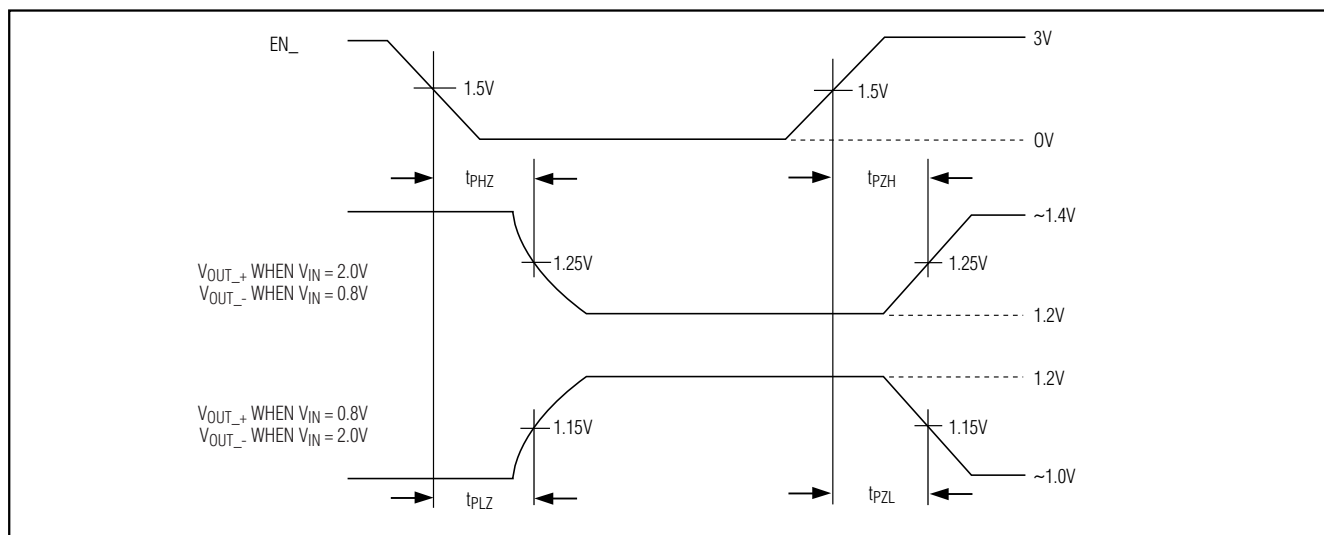 EN_
3V
1.5V
1.5V
0V
tPHZ
tPZH
~1.4V
VOUT_+ WHEN VIN = 2.0V
VOUT_- WHEN VIN = 0.8V
1.25V
1.25V
1.2V
1.2V
VOUT_+ WHEN VIN = 0.8V
VOUT_- WHEN VIN = 2.0V
1.15V
1.15V
~1.0V
tPLZ
tPZL